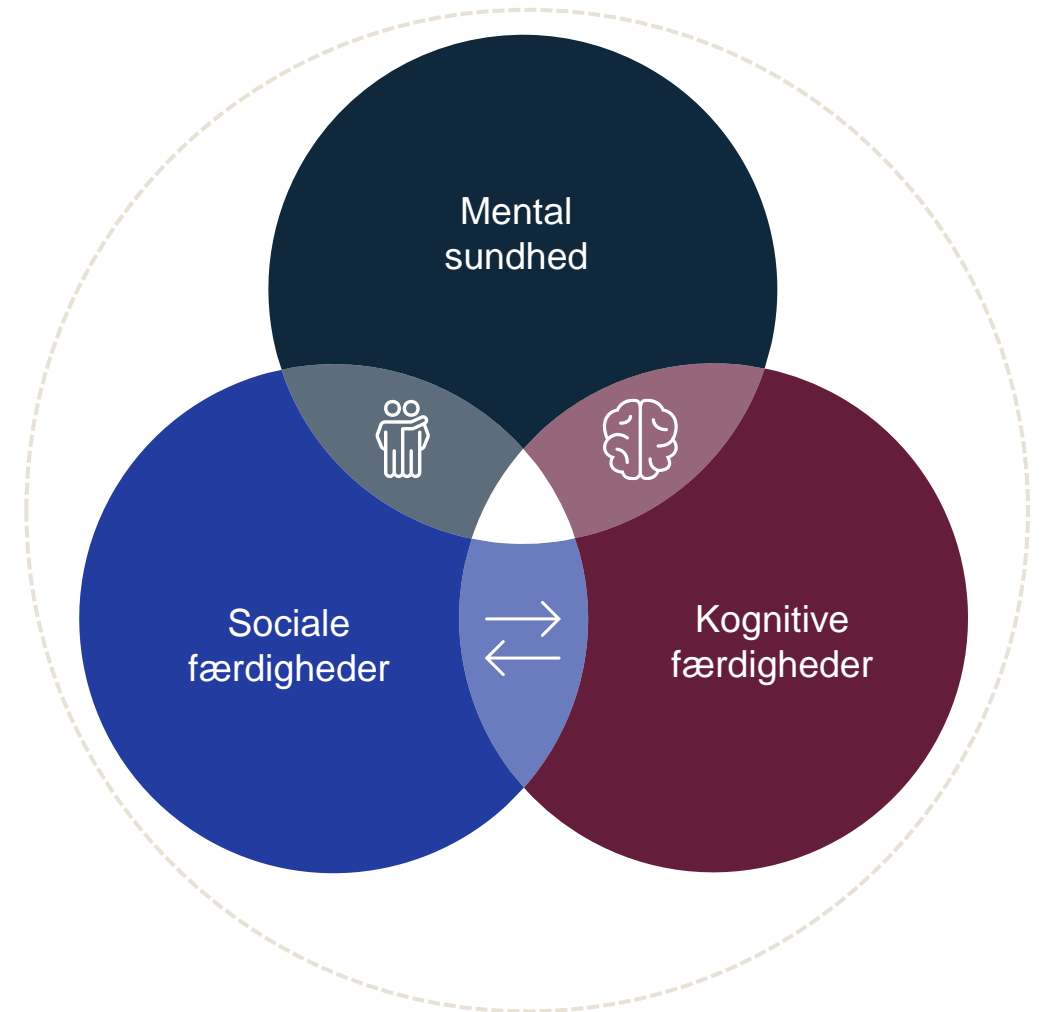 Mental
sundhed
Sociale
færdigheder
Kognitive
færdigheder